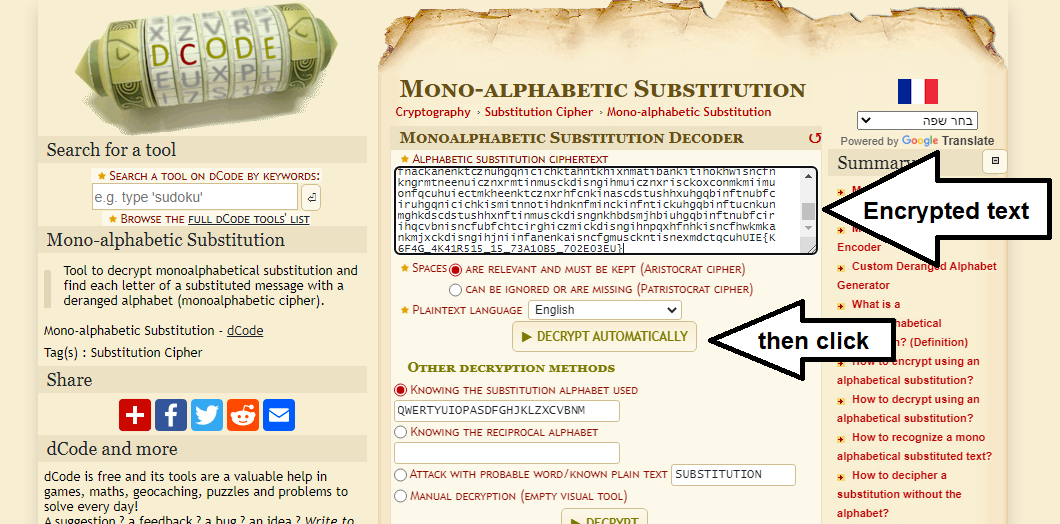 DCODE
Search for a tool
★ Search a tool on dCode by keywords:
e.g. type 'sudoku'
★ Browse the full dCode tools' list
Mono-alphabetic Substitution
Tool to decrypt monoalphabetical substitution and
find each letter of a substituted message with a
deranged alphabet (monoalphabetic cipher).
Mono-alphabetic Substitution - dCode
Tag(s) : Substitution Cipher
Share
dCode and more
dCode is free and its tools are a valuable help in
games, maths, geocaching, puzzles and problems to
solve every day!
A suggestion ? a feedback ? a bug ? an idea ? Write to
Mono-alphabetic Substitution
Cryptography › Substitution Cipher › Mono-alphabetic Substitution
Monoalphabetic Substitution Decoder
★ Alphabetic substitution ciphertext
kngrmtneenuicznxrmtinmusckdisngihmuicznxrisckoxconmkmiimu
onfqcuhuiectmkheenktcznxrhfcnkinascdstushhxuhgqbinftnubfc
iruhgqnicichkismitnnotihdnknfminckinfntickuhgqbinftucnkun
mghkdscdstushhxnftinmusckdisngnkhbdsmjhbiuhgqbinftnubfcir
ihqtcvbniscnfubfchtcirghiczmickdisngihnpqxhfnhkiscnfhwkmka
nkmjxckdisngihjniinfanenkaiscnfgmusckntisnexmdctqcuhUIE{K
6F4G_4K41R515_15_73A10B5_702E03EU}
★ Spaces are relevant and must be kept (Aristocrat cipher)
can be ignored or are missing (Patristocrat cipher)
★ Plaintext language English
▶ DECRYPT AUTOMATICALLY
Other decryption methods
Knowing the substitution alphabet used
QWERTYUIOPASDFGHJKLZXCVBNM
Knowing the reciprocal alphabet
Attack with probable word/known plain text SUBSTITUTION
Manual decryption (empty visual tool)
▶ DECRYPT
בחר שפה
Powered by Google Translate
Summary
Encrypted text
Encoder
Custom Deranged Alphabet
Generator
What is a
then click
? (Definition)
How to encrypt using an
alphabetical substitution?
How to decrypt using an
alphabetical substitution?
How to recognize a mono
alphabetical substituted text?
How to decipher a
substitution without the
alphabet?